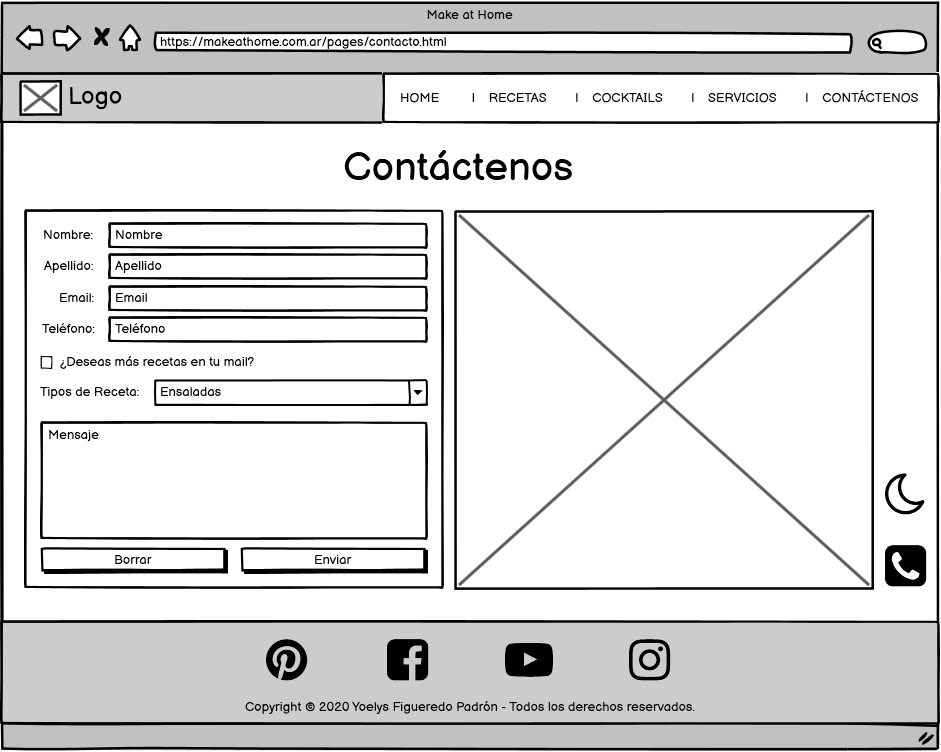 Make at Home
https://makeathome.com.ar/pages/contacto.html
Logo
HOME | RECETAS | COCKTAILS | SERVICIOS | CONTÁCTENOS
Contáctenos
Nombre: Nombre
Apellido: Apellido
Email: Email
Teléfono: Teléfono
¿Deseas más recetas en tu mail?
Tipos de Receta: Ensaladas
Mensaje
Borrar Enviar
Copyright © 2020 Yoelys Figueredo Padrón - Todos los derechos reservados.